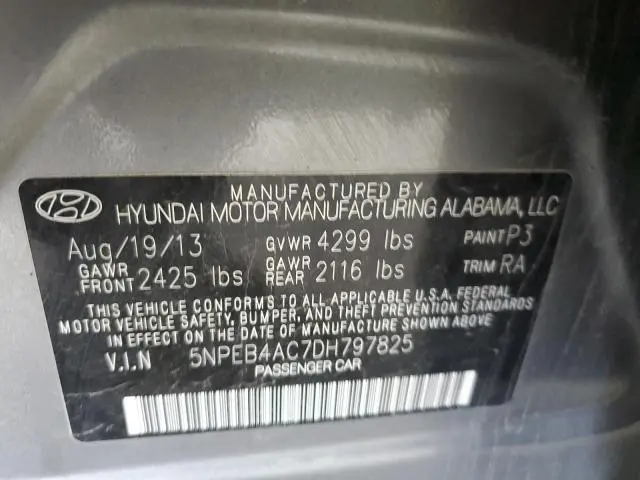 MANUFACTURED BY
HYUNDAI MOTOR MANUFACTURING ALABAMA, LLC
Aug/19/13 GVWR 4299 lbs PAINT P3
GAWR FRONT 2425 lbs GAWR REAR 2116 lbs TRIM RA
THIS VEHICLE CONFORMS TO ALL APPLICABLE U.S.A. FEDERAL
MOTOR VEHICLE SAFETY, BUMPER, AND THEFT PREVENTION STANDARDS
IN EFFECT ON THE DATE OF MANUFACTURE SHOWN ABOVE.
V.I.N 5NPEB4AC7DH797825
PASSENGER CAR